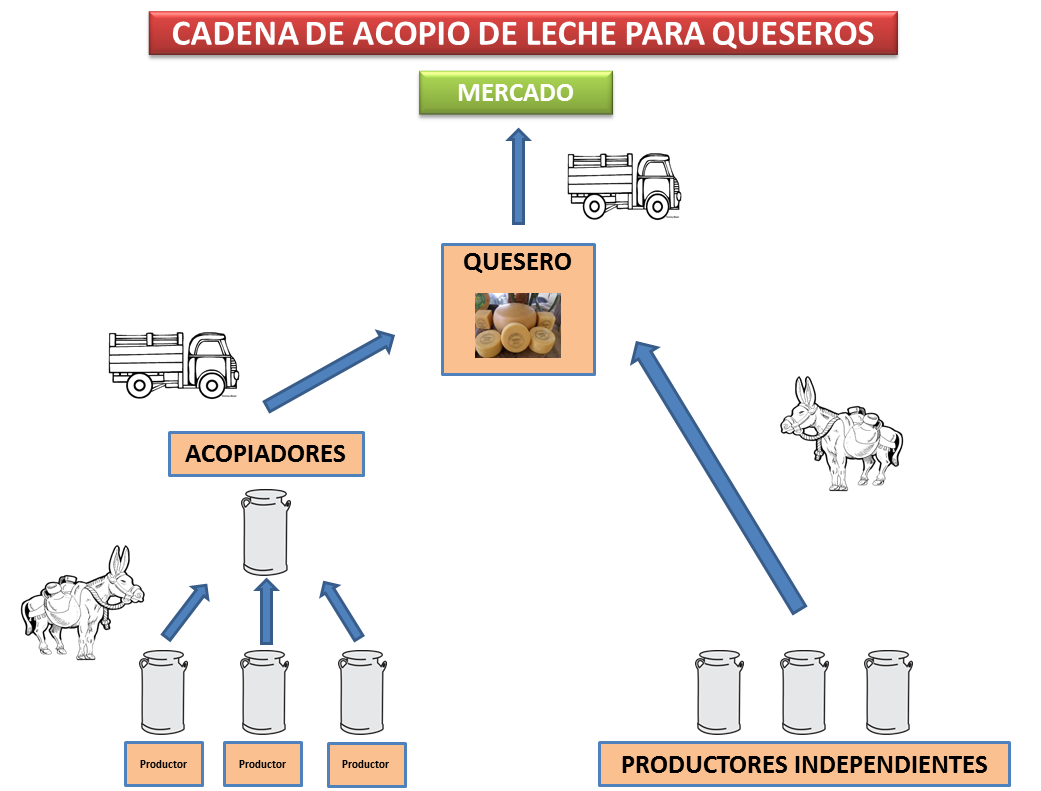 CADENA DE ACOPIO DE LECHE PARA QUESEROS
MERCADO
QUESERO
ACOPIADORES
Productor
Productor
Productor
PRODUCTORES INDEPENDIENTES